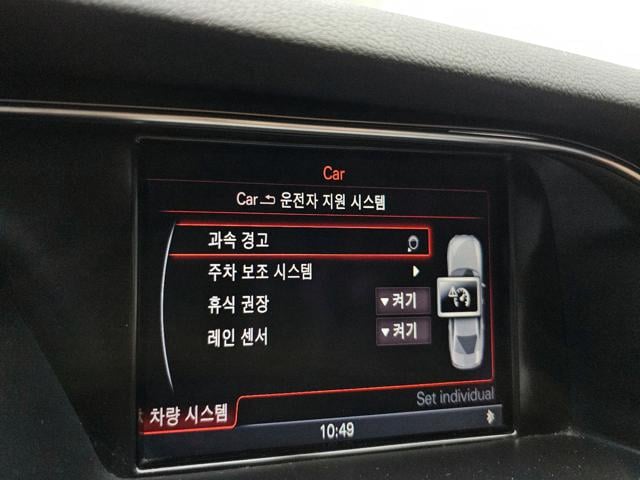 Car
Car 운전자 지원 시스템
과속 경고
주차 보조 시스템
휴식 권장 켜기
레인 센서 켜기
Set individual
차량 시스템
10:49